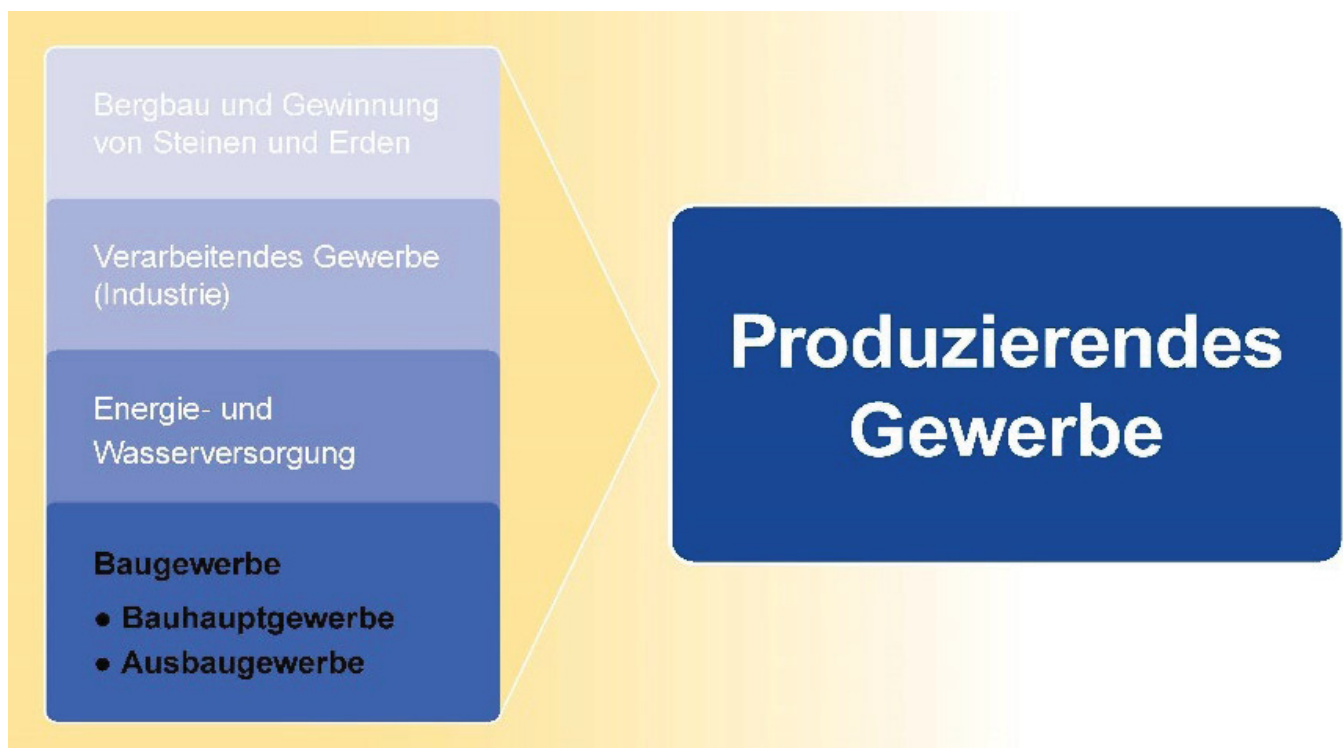 Bergbau und Gewinnung
von Steinen und Erden
Verarbeitendes Gewerbe
(Industrie)
Energie- und
Wasserversorgung
Baugewerbe
● Bauhauptgewerbe
● Ausbaugewerbe
Produzierendes
Gewerbe